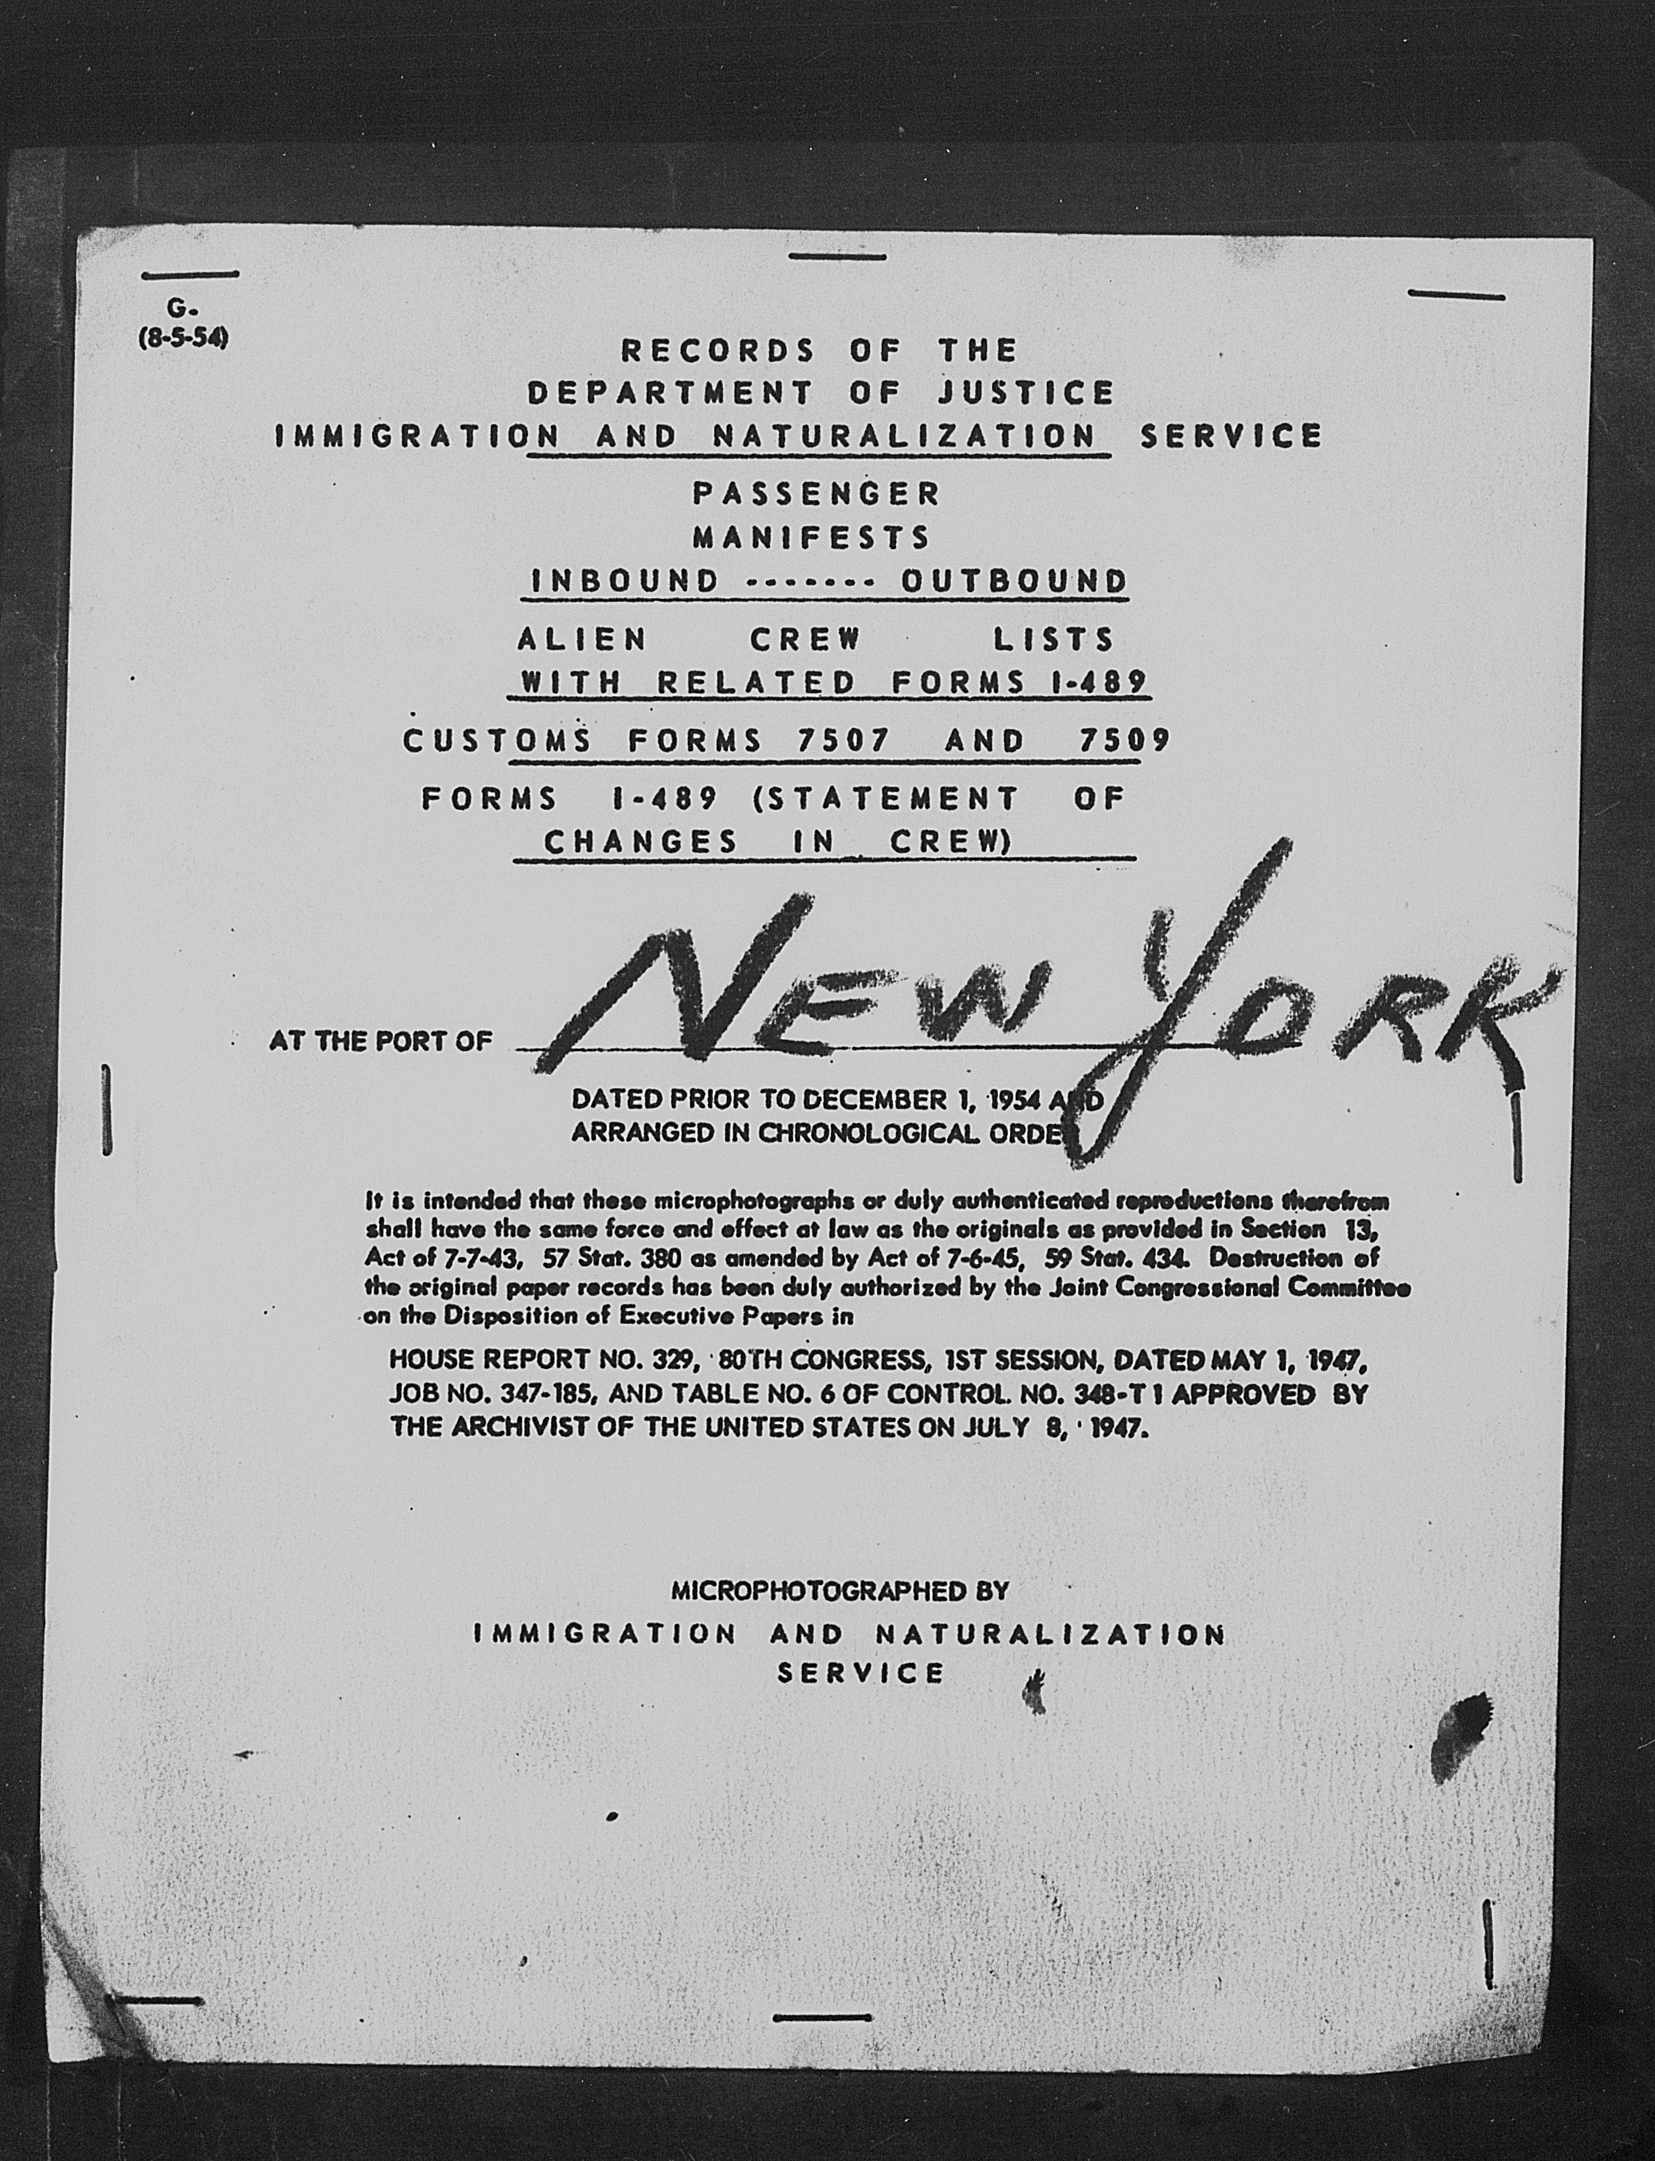 G.
(8-5-54)
RECORDS OF THE
DEPARTMENT OF JUSTICE
IMMIGRATION AND NATURALIZATION SERVICE
PASSENGER
MANIFESTS
INBOUND ------- OUTBOUND
ALIEN CREW LISTS
WITH RELATED FORMS I-489
CUSTOMS FORMS 7507 AND 7509
FORMS I-489 (STATEMENT OF
CHANGES IN CREW)
AT THE PORT OF NEW YORK
DATED PRIOR TO DECEMBER 1, 1954 AND
ARRANGED IN CHRONOLOGICAL ORDER
It is intended that these microphotographs or duly authenticated reproductions therefrom
shall have the same force and effect at law as the originals as provided in Section 13,
Act of 7-7-43, 57 Stat. 380 as amended by Act of 7-6-45, 59 Stat. 434. Destruction of
the original paper records has been duly authorized by the Joint Congressional Committee
on the Disposition of Executive Papers in
HOUSE REPORT NO. 329, 80TH CONGRESS, 1ST SESSION, DATED MAY 1, 1947,
JOB NO. 347-185, AND TABLE NO. 6 OF CONTROL NO. 348-T1 APPROVED BY
THE ARCHIVIST OF THE UNITED STATES ON JULY 8, 1947.
MICROPHOTOGRAPHED BY
IMMIGRATION AND NATURALIZATION
SERVICE